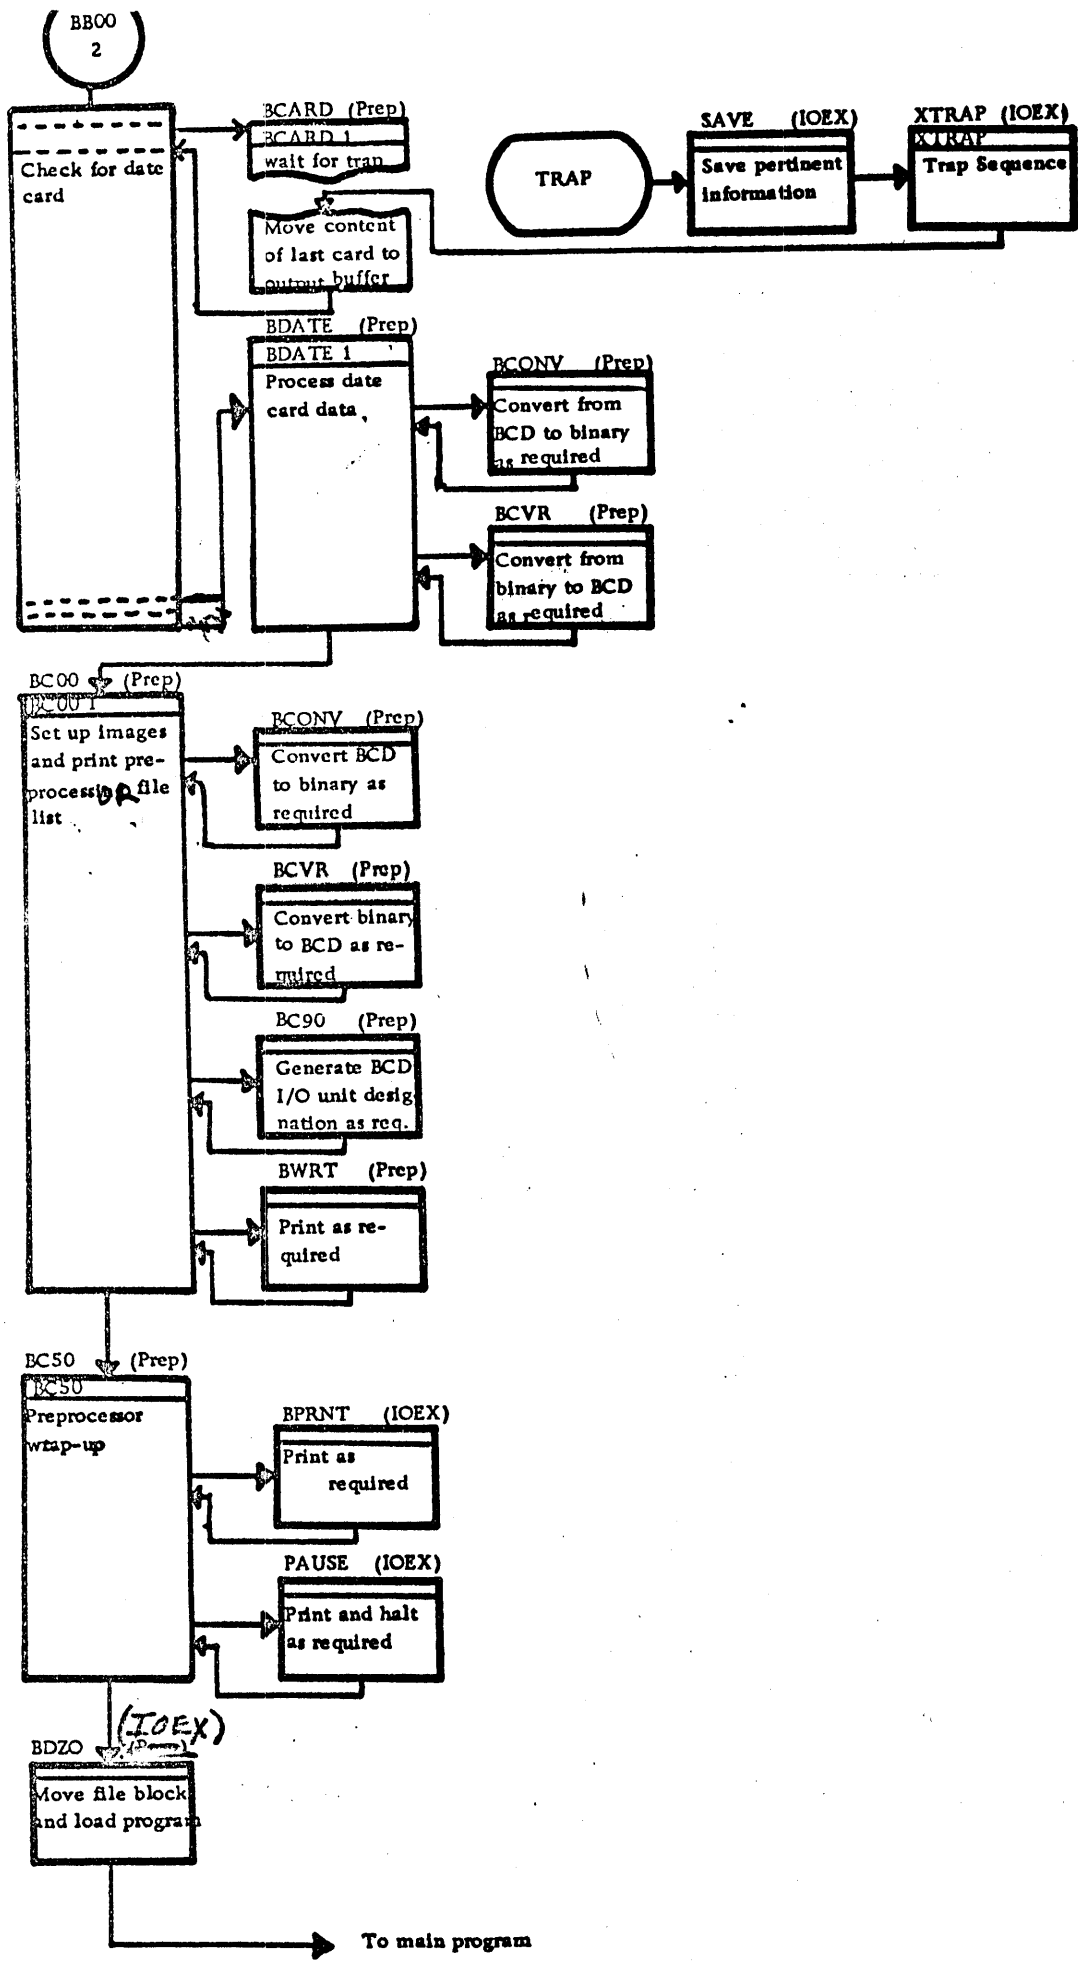 BB00
2
Check for date
card
BCARD (Prep)
BCARD 1
wait for trap
Move content
of last card to
output buffer
TRAP
SAVE (IOEX)
Save pertinent
information
XTRAP (IOEX)
XTRAP
Trap Sequence
BDATE (Prep)
BDATE 1
Process date
card data
BCONV (Prep)
Convert from
BCD to binary
as required
BCVR (Prep)
Convert from
binary to BCD
as required
BC00 (Prep)
BC00 1
Set up images
and print pre-
processing file
list
BCONV (Prep)
Convert BCD
to binary as
required
BCVR (Prep)
Convert binary
to BCD as re-
quired
BC90 (Prep)
Generate BCD
I/O unit desig
nation as req.
BWRT (Prep)
Print as re-
quired
BC50 (Prep)
BC50
Preprocessor
wrap-up
BPRNT (IOEX)
Print as
required
PAUSE (IOEX)
Print and halt
as required
(IOEX)
BDZO (Prep)
Move file block
and load program
To main program